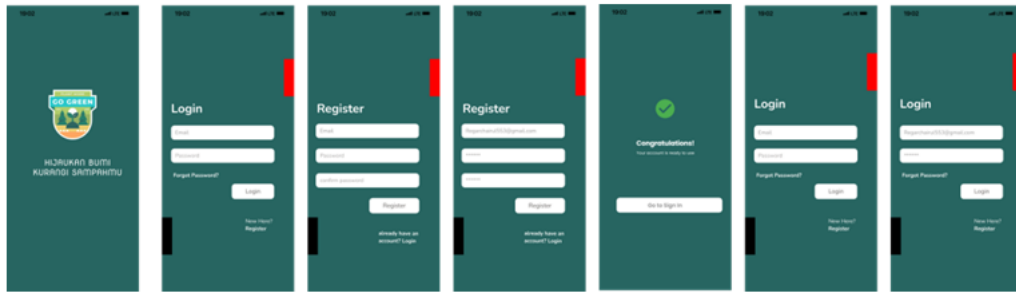 19:02
GO GREEN
HIJAUKAN BUMI
KURANGI SAMPAHMU
19:02
Login
Email
Password
Forgot Password?
Login
New Here?
Register
19:02
Register
Email
Password
confirm password
Register
already have an
account? Login
19:02
Register
Register
already have an
account? Login
19:02
Congratulations!
Your account is ready to use
Go to Sign In
19:02
Login
Email
Password
Forgot Password?
Login
New Here?
Register
19:02
Login
Forgot Password?
Login
New Here?
Register